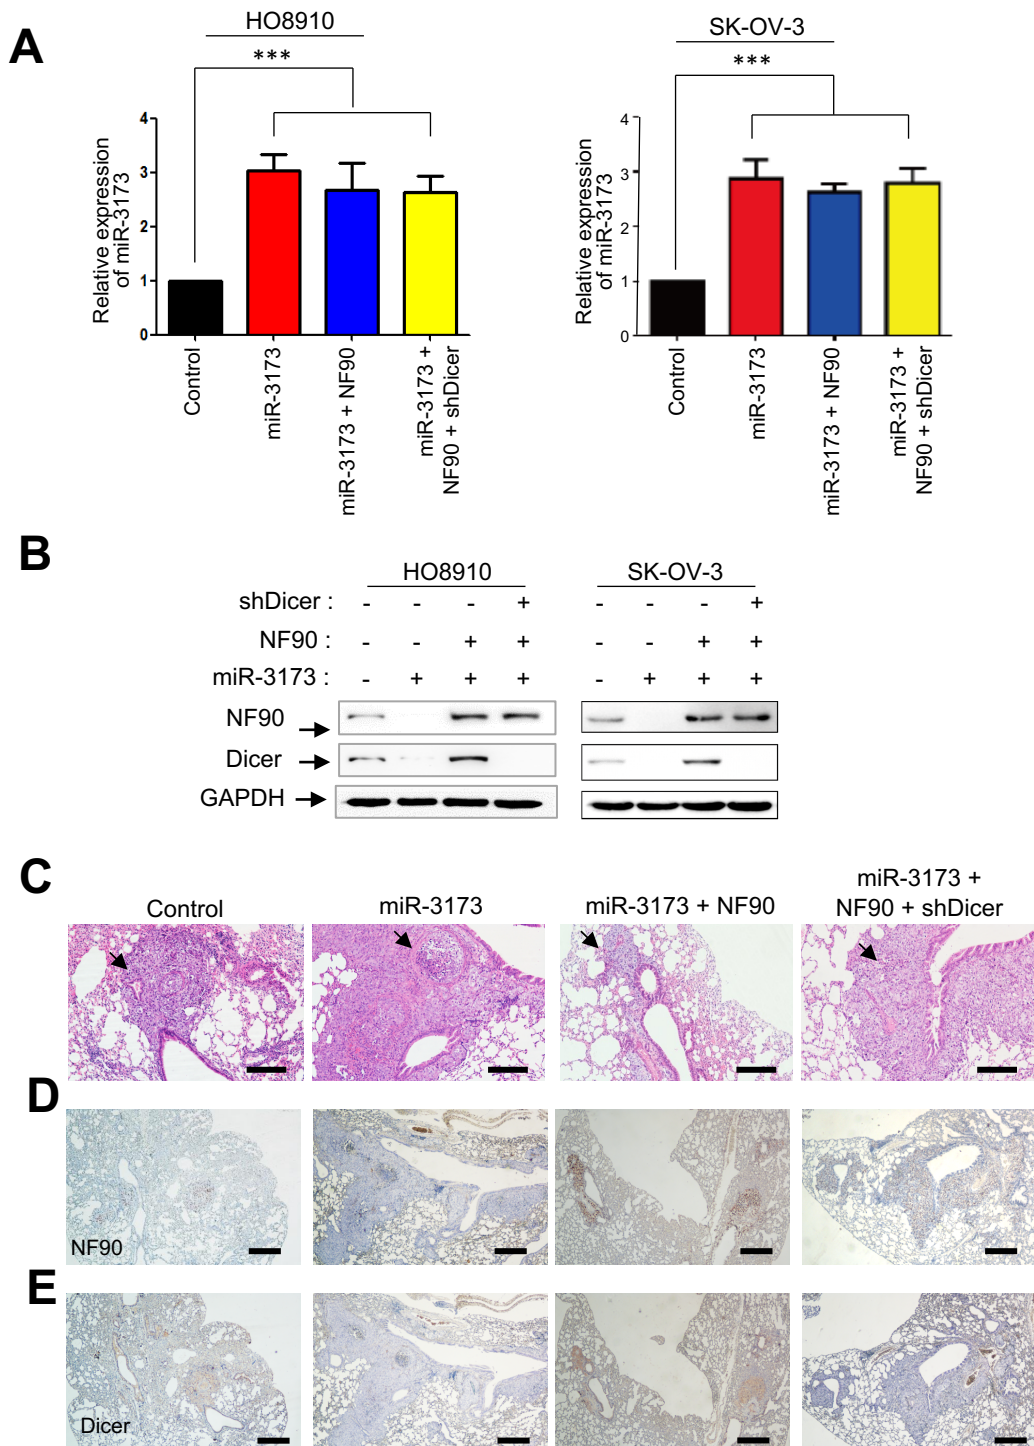 A
HO8910
***
Relative expression
of miR-3173
4
3
2
1
0
Control
miR-3173
miR-3173 + NF90
miR-3173 +
NF90 + shDicer
SK-OV-3
***
Relative expression
of miR-3173
4
3
2
1
0
Control
miR-3173
miR-3173 + NF90
miR-3173 +
NF90 + shDicer
B
HO8910 SK-OV-3
shDicer : - - - + - - - +
NF90 : - - + + - - + +
miR-3173 : - + + + - + + +
NF90
Dicer
GAPDH
C
Control
miR-3173
miR-3173 + NF90
miR-3173 +
NF90 + shDicer
D
NF90
E
Dicer